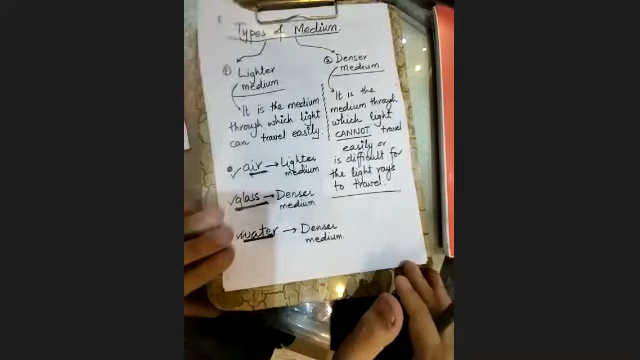 Types of Medium.
① Lighter
medium
It is the medium
through which light
can travel easily.
air → Lighter
medium
glass → Denser
medium
water → Denser
medium.
② Denser
medium
It is the
medium through
which light
CANNOT travel
easily or
is difficult for
the light rays
to travel.